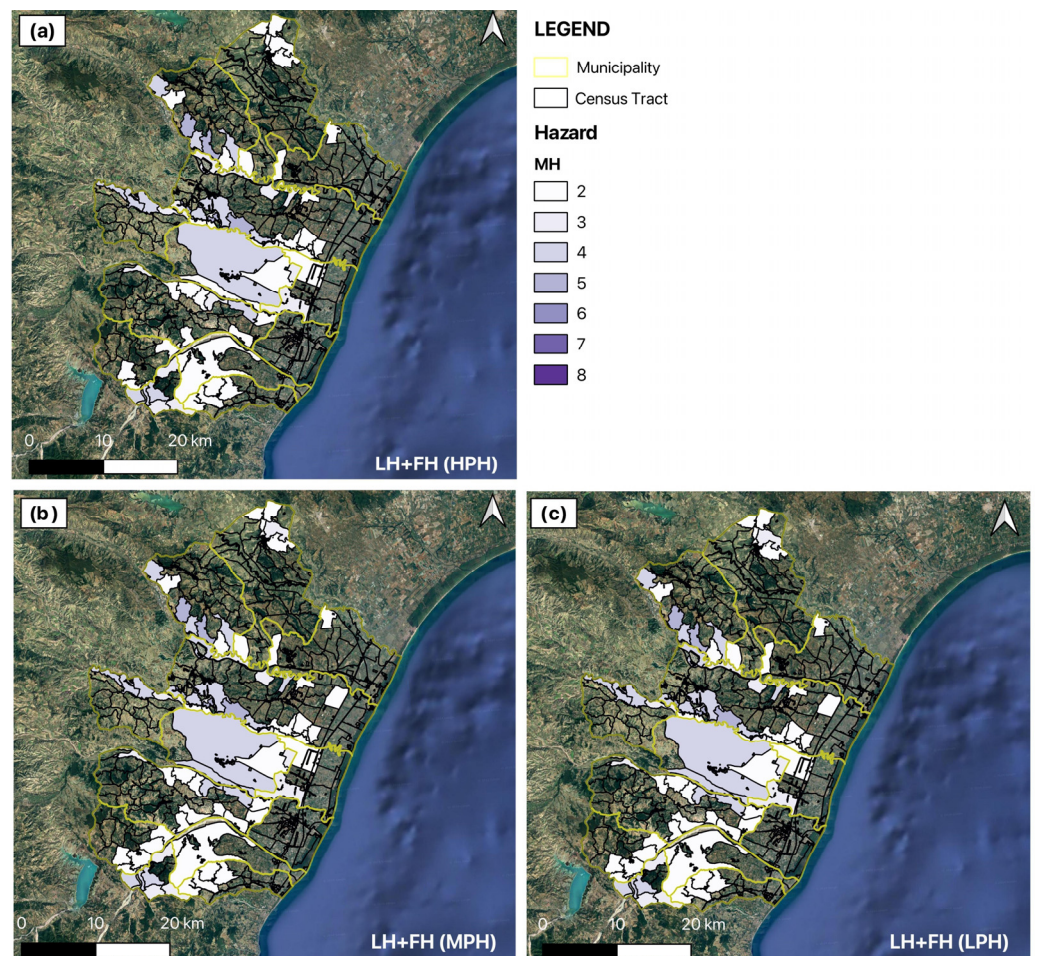 (a)
0 10 20 km
LH+FH (HPH)
LEGEND
Municipality
Census Tract
Hazard
MH
2
3
4
5
6
7
8
(b)
0 10 20 km
LH+FH (MPH)
(c)
0 10 20 km
LH+FH (LPH)